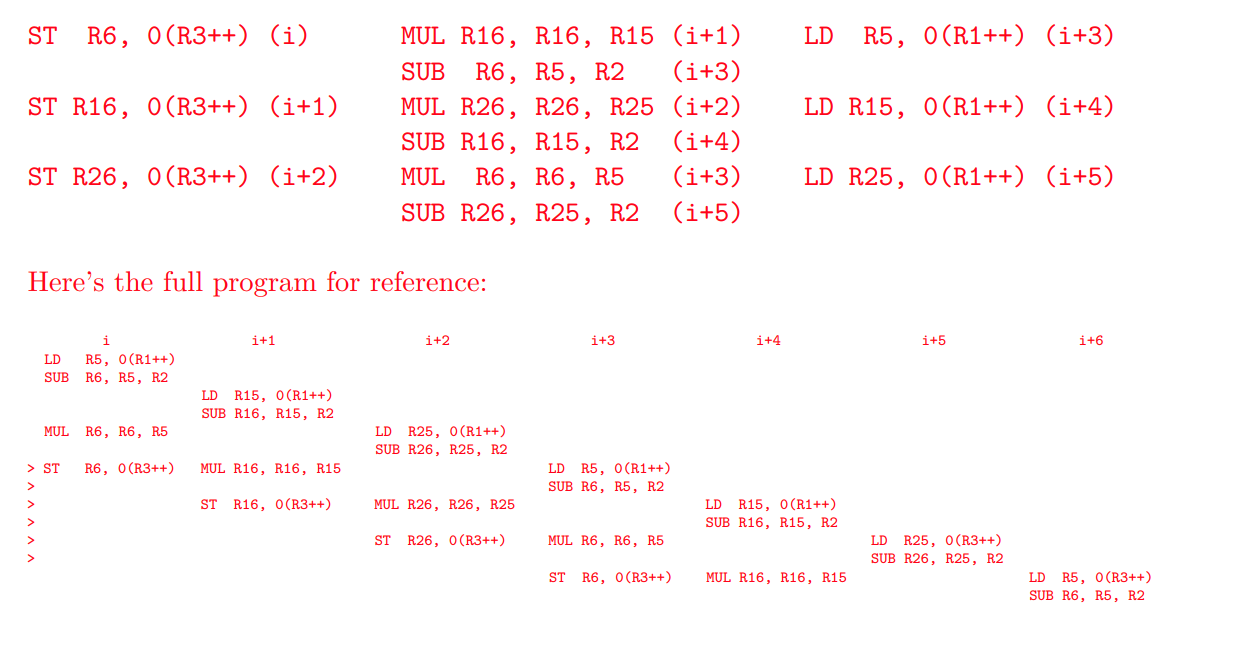 ST  R6, 0(R3++) (i)     MUL R16, R16, R15 (i+1)    LD  R5, 0(R1++) (i+3)
SUB  R6, R5, R2   (i+3)
ST R16, 0(R3++) (i+1)   MUL R26, R26, R25 (i+2)    LD R15, 0(R1++) (i+4)
SUB R16, R15, R2  (i+4)
ST R26, 0(R3++) (i+2)   MUL  R6, R6, R5   (i+3)    LD R25, 0(R1++) (i+5)
SUB R26, R25, R2  (i+5)
Here's the full program for reference:
i    i+1    i+2    i+3    i+4    i+5    i+6
LD   R5, 0(R1++)
SUB  R6, R5, R2
LD  R15, 0(R1++)
SUB R16, R15, R2
MUL  R6, R6, R5    LD  R25, 0(R1++)
SUB R26, R25, R2
> ST   R6, 0(R3++)   MUL R16, R16, R15    LD  R5, 0(R1++)
> SUB R6, R5, R2
> ST  R16, 0(R3++)   MUL R26, R26, R25    LD  R15, 0(R1++)
> SUB R16, R15, R2
> ST  R26, 0(R3++)   MUL R6, R6, R5    LD  R25, 0(R3++)
> SUB R26, R25, R2
ST  R6, 0(R3++)    MUL R16, R16, R15    LD  R5, 0(R3++)
SUB R6, R5, R2